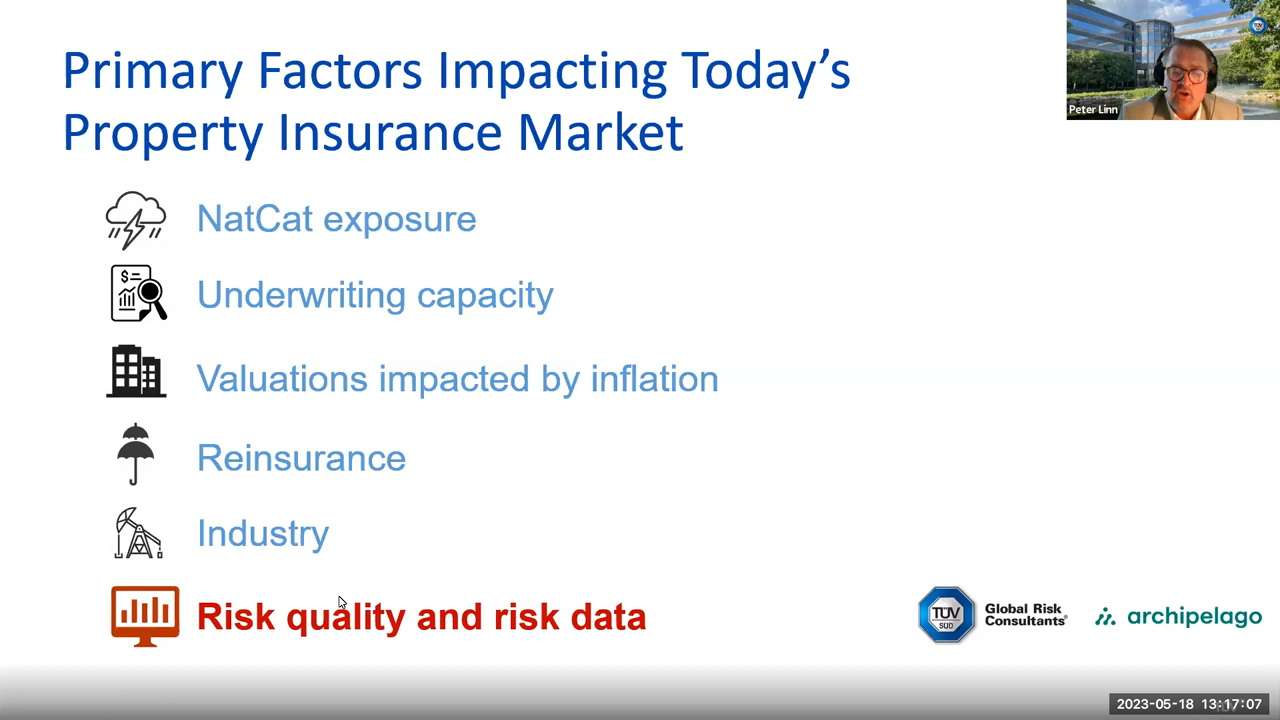 Primary Factors Impacting Today’s
Property Insurance Market
Peter Linn
NatCat exposure
$
Underwriting capacity
Valuations impacted by inflation
Reinsurance
Industry
Risk quality and risk data
TÜV
SÜD
Global Risk
Consultants®
archipelago
2023-05-18 13:17:07